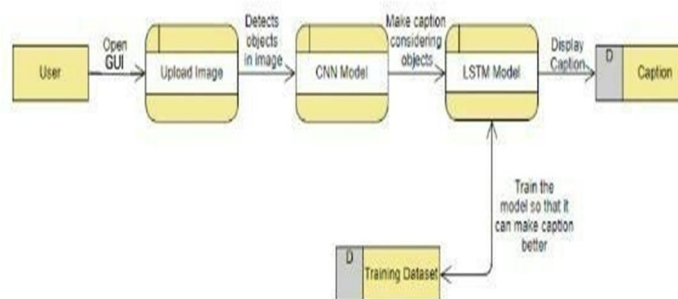 User
Open
GUI
Upload Image
Detects
objects
in image
CNN Model
Make caption
considering
objects
LSTM Model
Display
Caption
D
Caption
Train the
model so that it
can make caption
better
D
Training Dataset